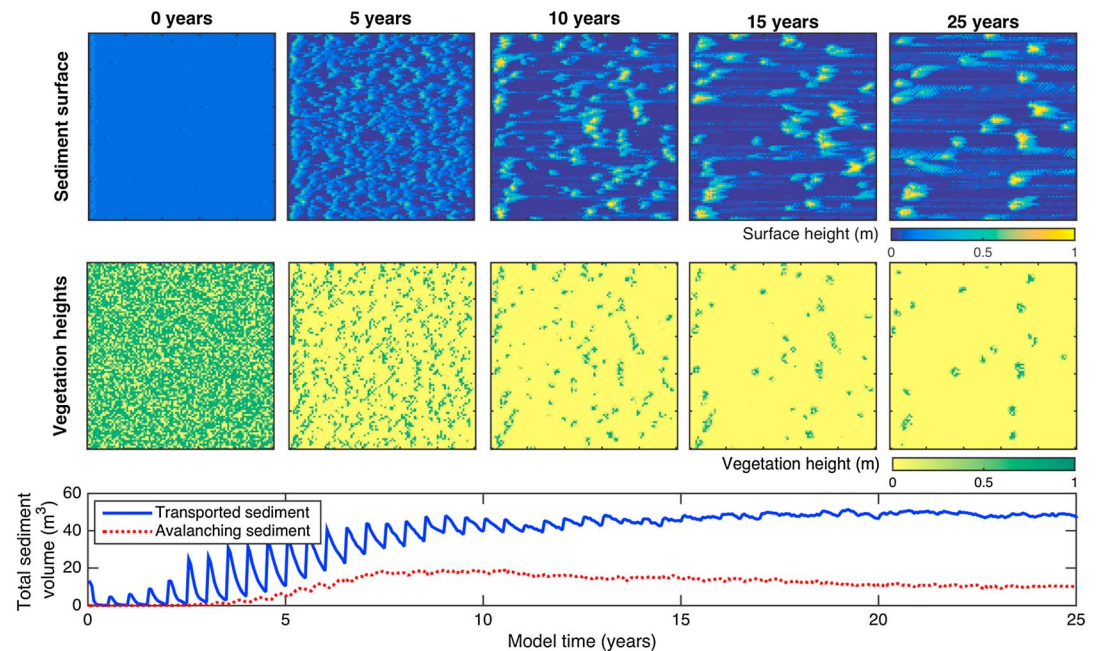 0 years 5 years 10 years 15 years 25 years
Sediment surface
Surface height (m)
0 0.5 1
Vegetation heights
Vegetation height (m)
0 0.5 1
Total sediment
volume (m³)
60
40
20
0
Transported sediment
Avalanching sediment
0 5 10 15 20 25
Model time (years)